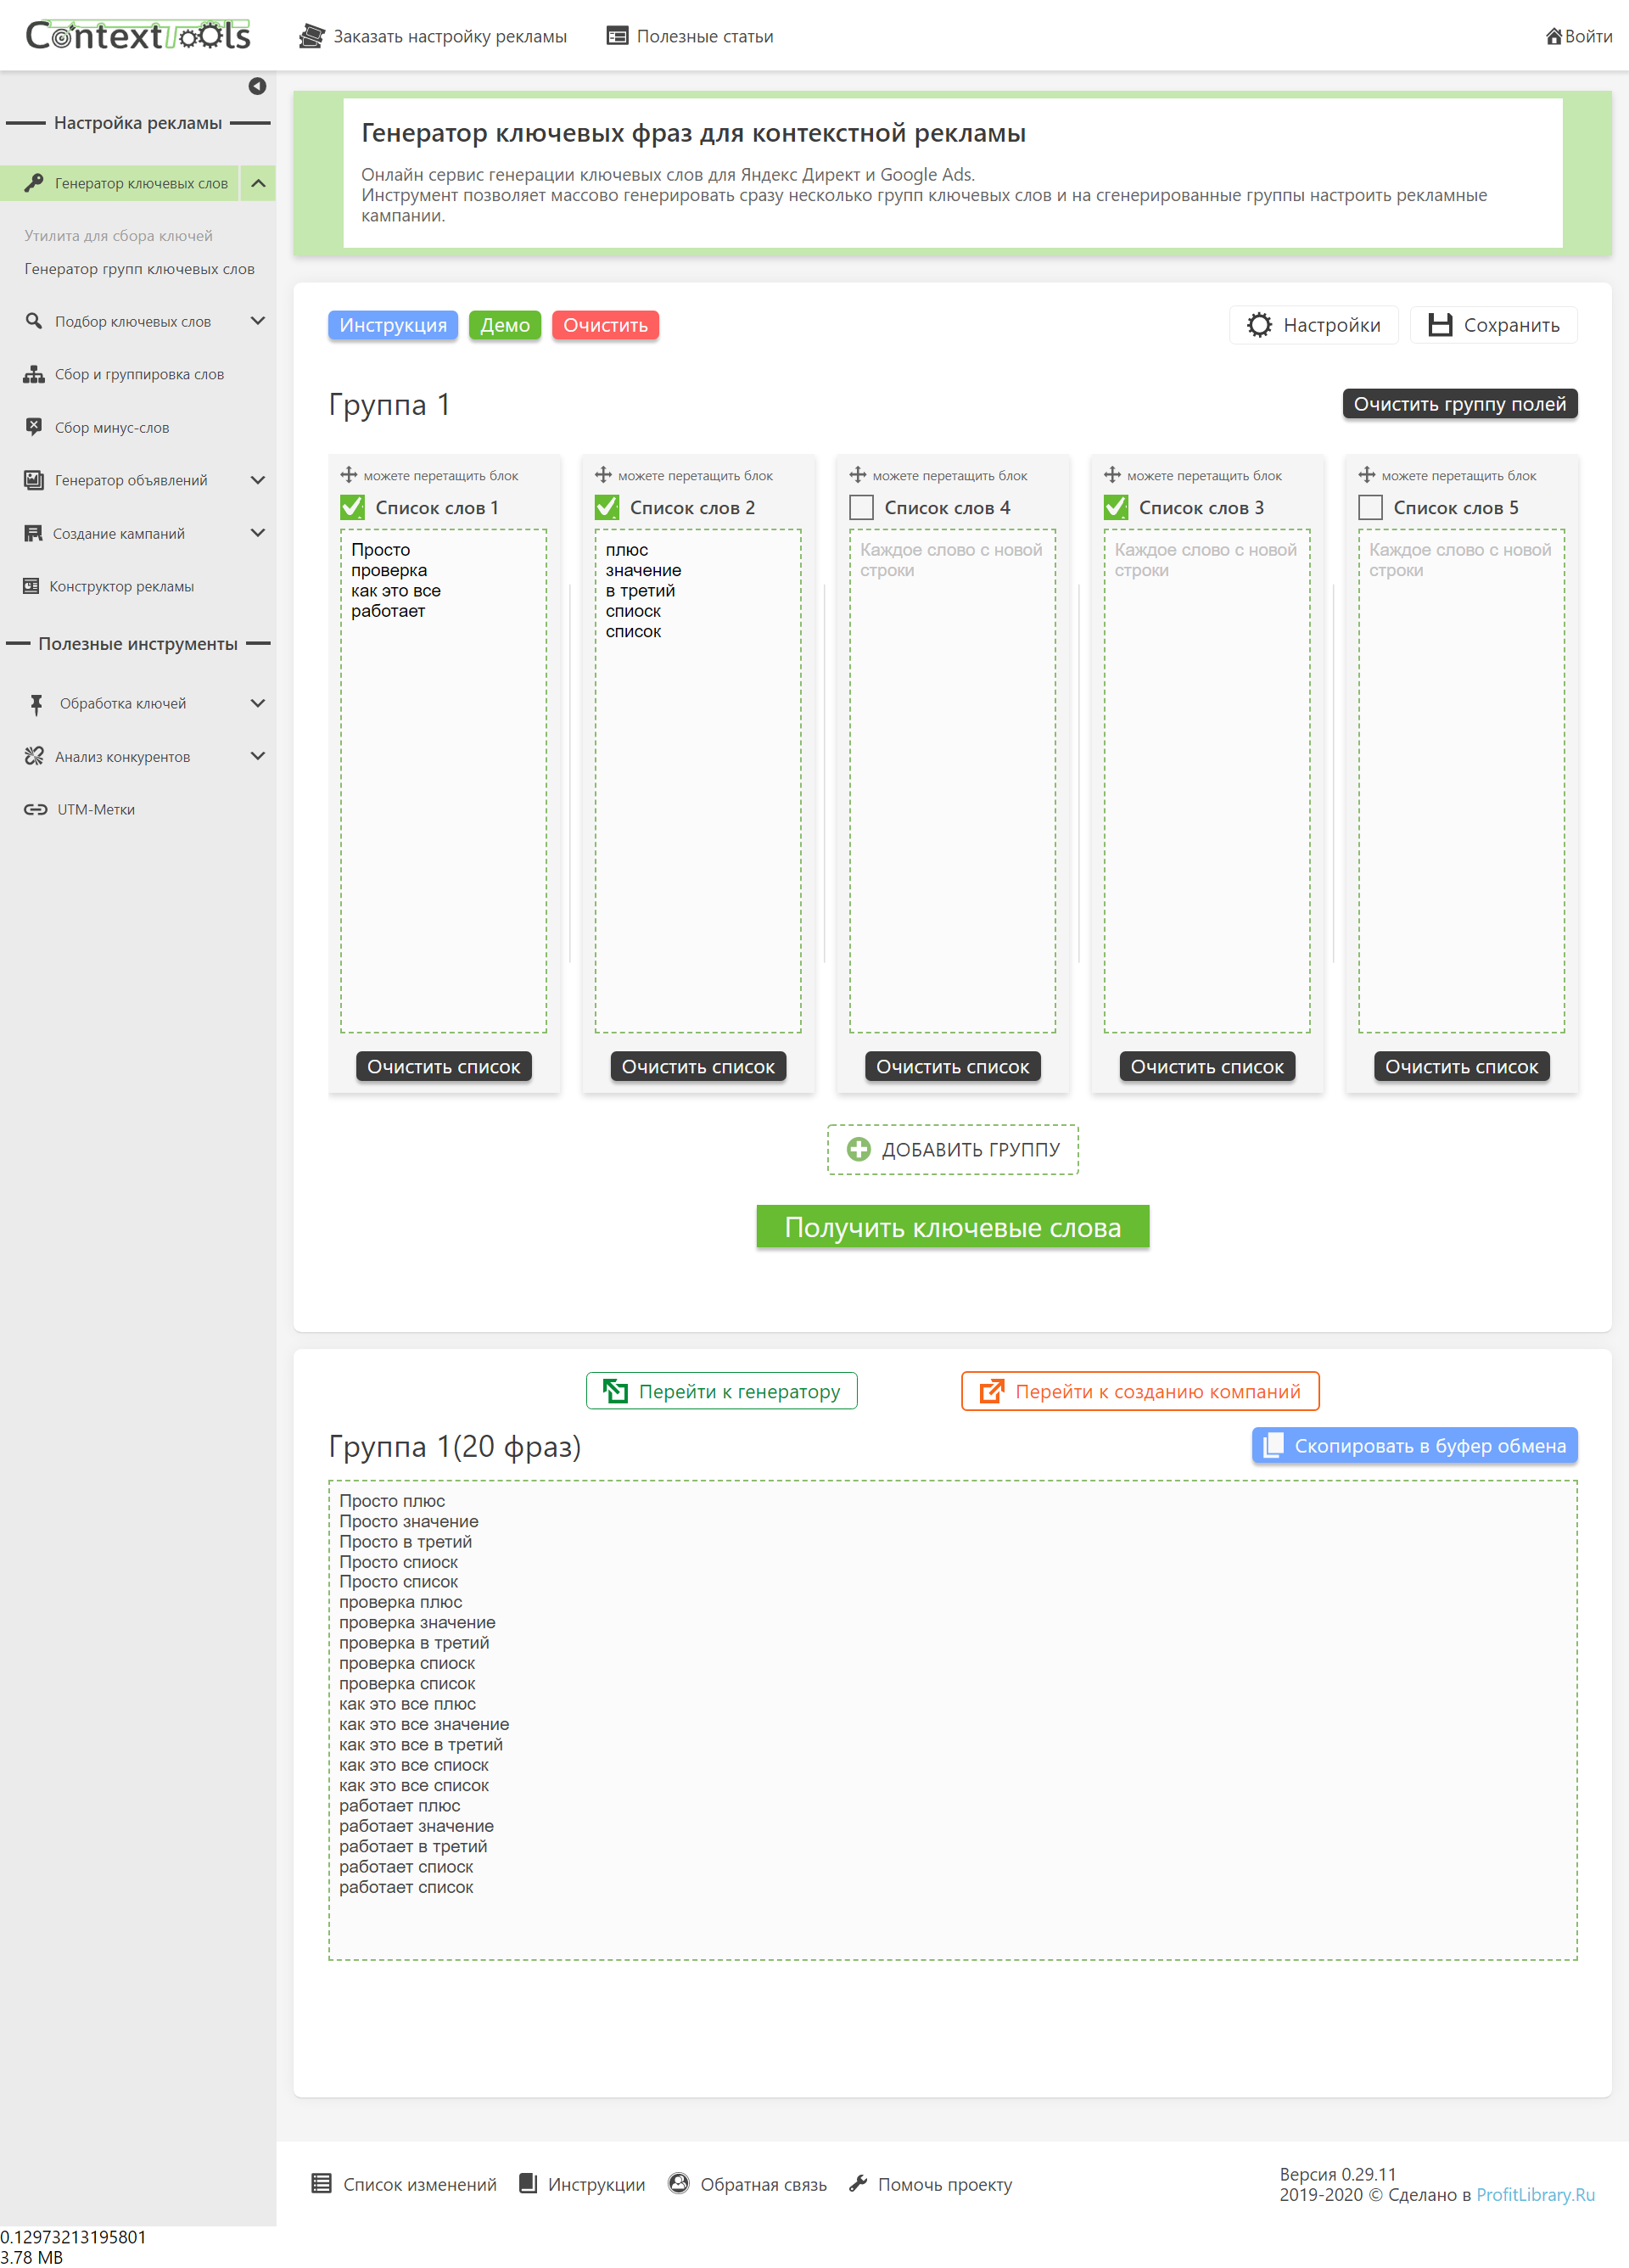 ContextTools
Заказать настройку рекламы
Полезные статьи
Войти
Настройка рекламы
Генератор ключевых слов
Утилита для сбора ключей
Генератор групп ключевых слов
Подбор ключевых слов
Сбор и группировка слов
Сбор минус-слов
Генератор объявлений
Создание кампаний
Конструктор рекламы
Полезные инструменты
Обработка ключей
Анализ конкурентов
UTM-Метки
Генератор ключевых фраз для контекстной рекламы
Онлайн сервис генерации ключевых слов для Яндекс Директ и Google Ads.
Инструмент позволяет массово генерировать сразу несколько групп ключевых слов и на сгенерированные группы настроить рекламные
кампании.
Инструкция
Демо
Очистить
Настройки
Сохранить
Группа 1
Очистить группу полей
можете перетащить блок
Список слов 1
Просто
проверка
как это все
работает
Очистить список
можете перетащить блок
Список слов 2
плюс
значение
в третий
спиоск
список
Очистить список
можете перетащить блок
Список слов 4
Каждое слово с новой
строки
Очистить список
можете перетащить блок
Список слов 3
Каждое слово с новой
строки
Очистить список
можете перетащить блок
Список слов 5
Каждое слово с новой
строки
Очистить список
ДОБАВИТЬ ГРУППУ
Получить ключевые слова
Перейти к генератору
Перейти к созданию компаний
Группа 1(20 фраз)
Скопировать в буфер обмена
Просто плюс
Просто значение
Просто в третий
Просто спиоск
Просто список
проверка плюс
проверка значение
проверка в третий
проверка спиоск
проверка список
как это все плюс
как это все значение
как это все в третий
как это все спиоск
как это все список
работает плюс
работает значение
работает в третий
работает спиоск
работает список
Список изменений
Инструкции
Обратная связь
Помочь проекту
Версия 0.29.11
2019-2020 © Сделано в ProfitLibrary.Ru
0.12973213195801
3.78 MB